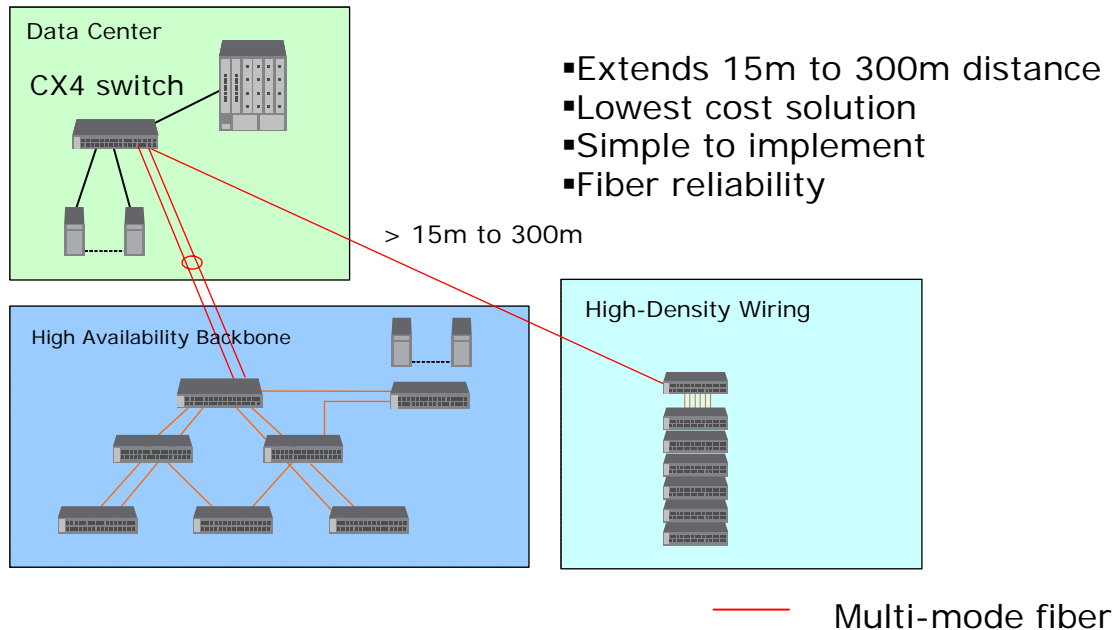 Data Center
CX4 switch
▪Extends 15m to 300m distance
▪Lowest cost solution
▪Simple to implement
▪Fiber reliability
> 15m to 300m
High Availability Backbone
High-Density Wiring
Multi-mode fiber